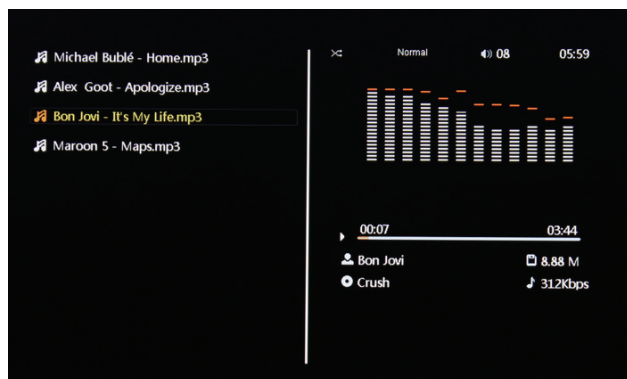 Michael Bublé - Home.mp3
Alex Goot - Apologize.mp3
Bon Jovi - It's My Life.mp3
Maroon 5 - Maps.mp3
Normal 08 05:59
00:07 03:44
Bon Jovi 8.88 M
Crush 312Kbps